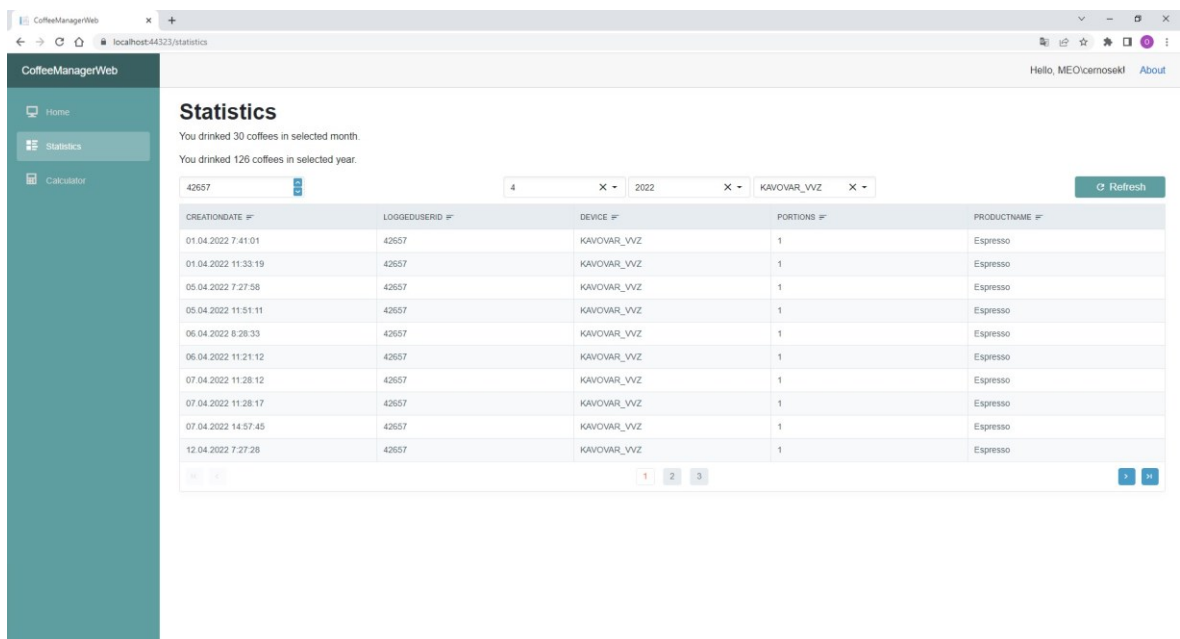 CoffeeManagerWeb
localhost:44323/statistics
O
CoffeeManagerWeb
Hello, MEO\cernosekf About
Home
Statistics
Calculator
Statistics
You drinked 30 coffees in selected month.
You drinked 126 coffees in selected year.
42657 4 2022 KAVOVAR_VVZ Refresh
CREATIONDATE LOGGEDUSERID DEVICE PORTIONS PRODUCTNAME
01.04.2022 7:41:01 42657 KAVOVAR_VVZ 1 Espresso
01.04.2022 11:33:19 42657 KAVOVAR_VVZ 1 Espresso
05.04.2022 7:27:58 42657 KAVOVAR_VVZ 1 Espresso
05.04.2022 11:51:11 42657 KAVOVAR_VVZ 1 Espresso
06.04.2022 8:28:33 42657 KAVOVAR_VVZ 1 Espresso
06.04.2022 11:21:12 42657 KAVOVAR_VVZ 1 Espresso
07.04.2022 11:28:12 42657 KAVOVAR_VVZ 1 Espresso
07.04.2022 11:28:17 42657 KAVOVAR_VVZ 1 Espresso
07.04.2022 14:57:45 42657 KAVOVAR_VVZ 1 Espresso
12.04.2022 7:27:28 42657 KAVOVAR_VVZ 1 Espresso
1 2 3